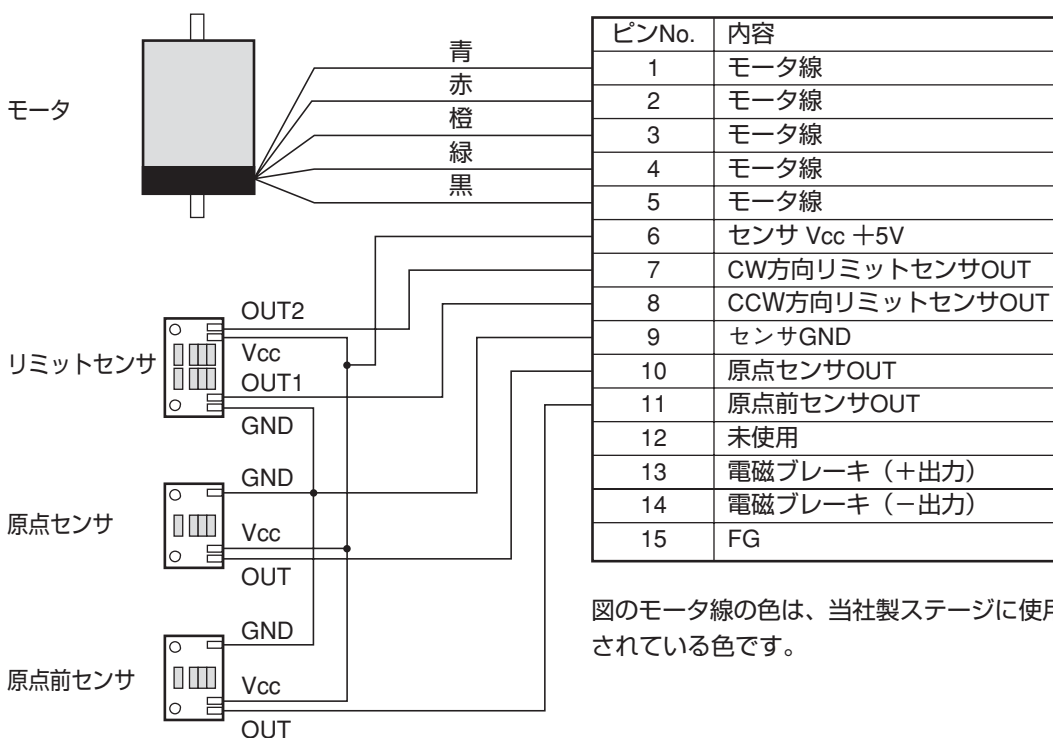 モータ
青
赤
橙
緑
黒
リミットセンサ
OUT2
Vcc
OUT1
GND
原点センサ
GND
Vcc
OUT
原点前センサ
GND
Vcc
OUT
ピンNo. 内容
1 モータ線
2 モータ線
3 モータ線
4 モータ線
5 モータ線
6 センサ Vcc +5V
7 CW方向リミットセンサOUT
8 CCW方向リミットセンサOUT
9 センサGND
10 原点センサOUT
11 原点前センサOUT
12 未使用
13 電磁ブレーキ（+出力）
14 電磁ブレーキ（−出力）
15 FG
図のモータ線の色は、当社製ステージに使用
されている色です。